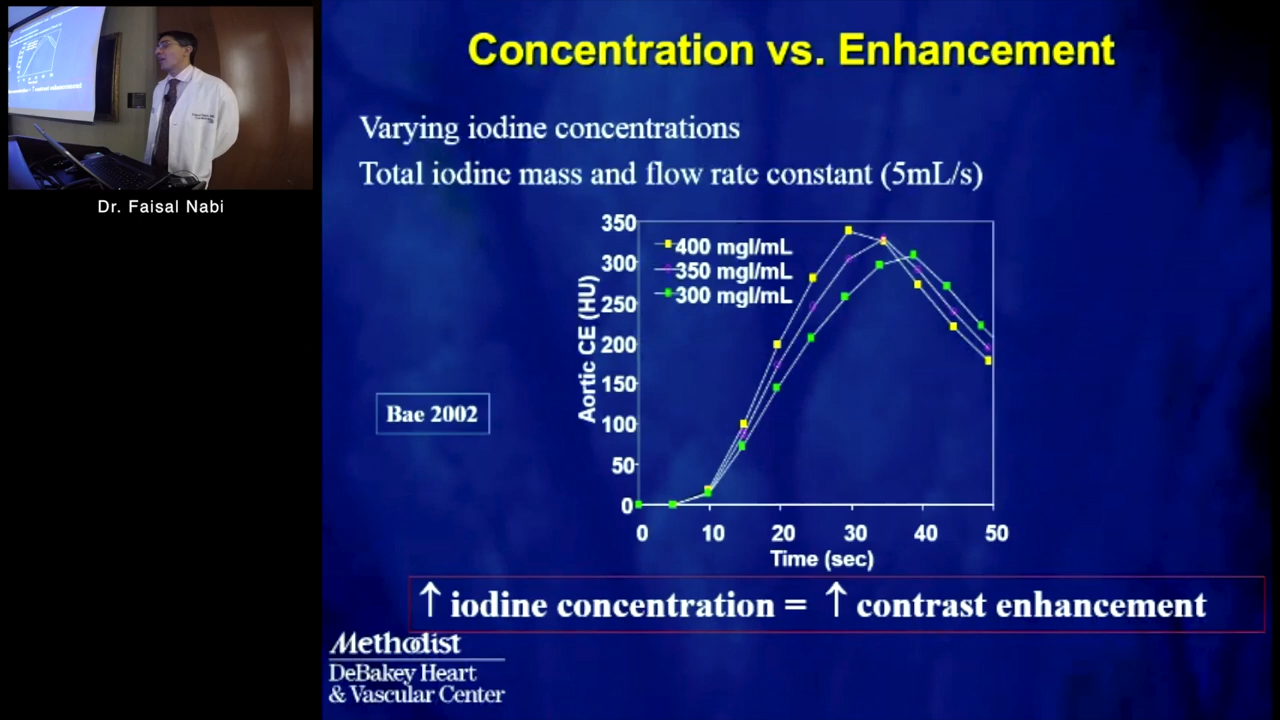 Concentration vs. Enhancement
Varying iodine concentrations
Total iodine mass and flow rate constant (5mL/s)
Dr. Faisal Nabi
350
300
250
200
150
100
50
0
Aortic CE (HU)
400 mgI/mL
350 mgI/mL
300 mgI/mL
0 10 20 30 40 50
Time (sec)
Bae 2002
↑ iodine concentration = ↑ contrast enhancement
Methodist
DeBakey Heart
& Vascular Center